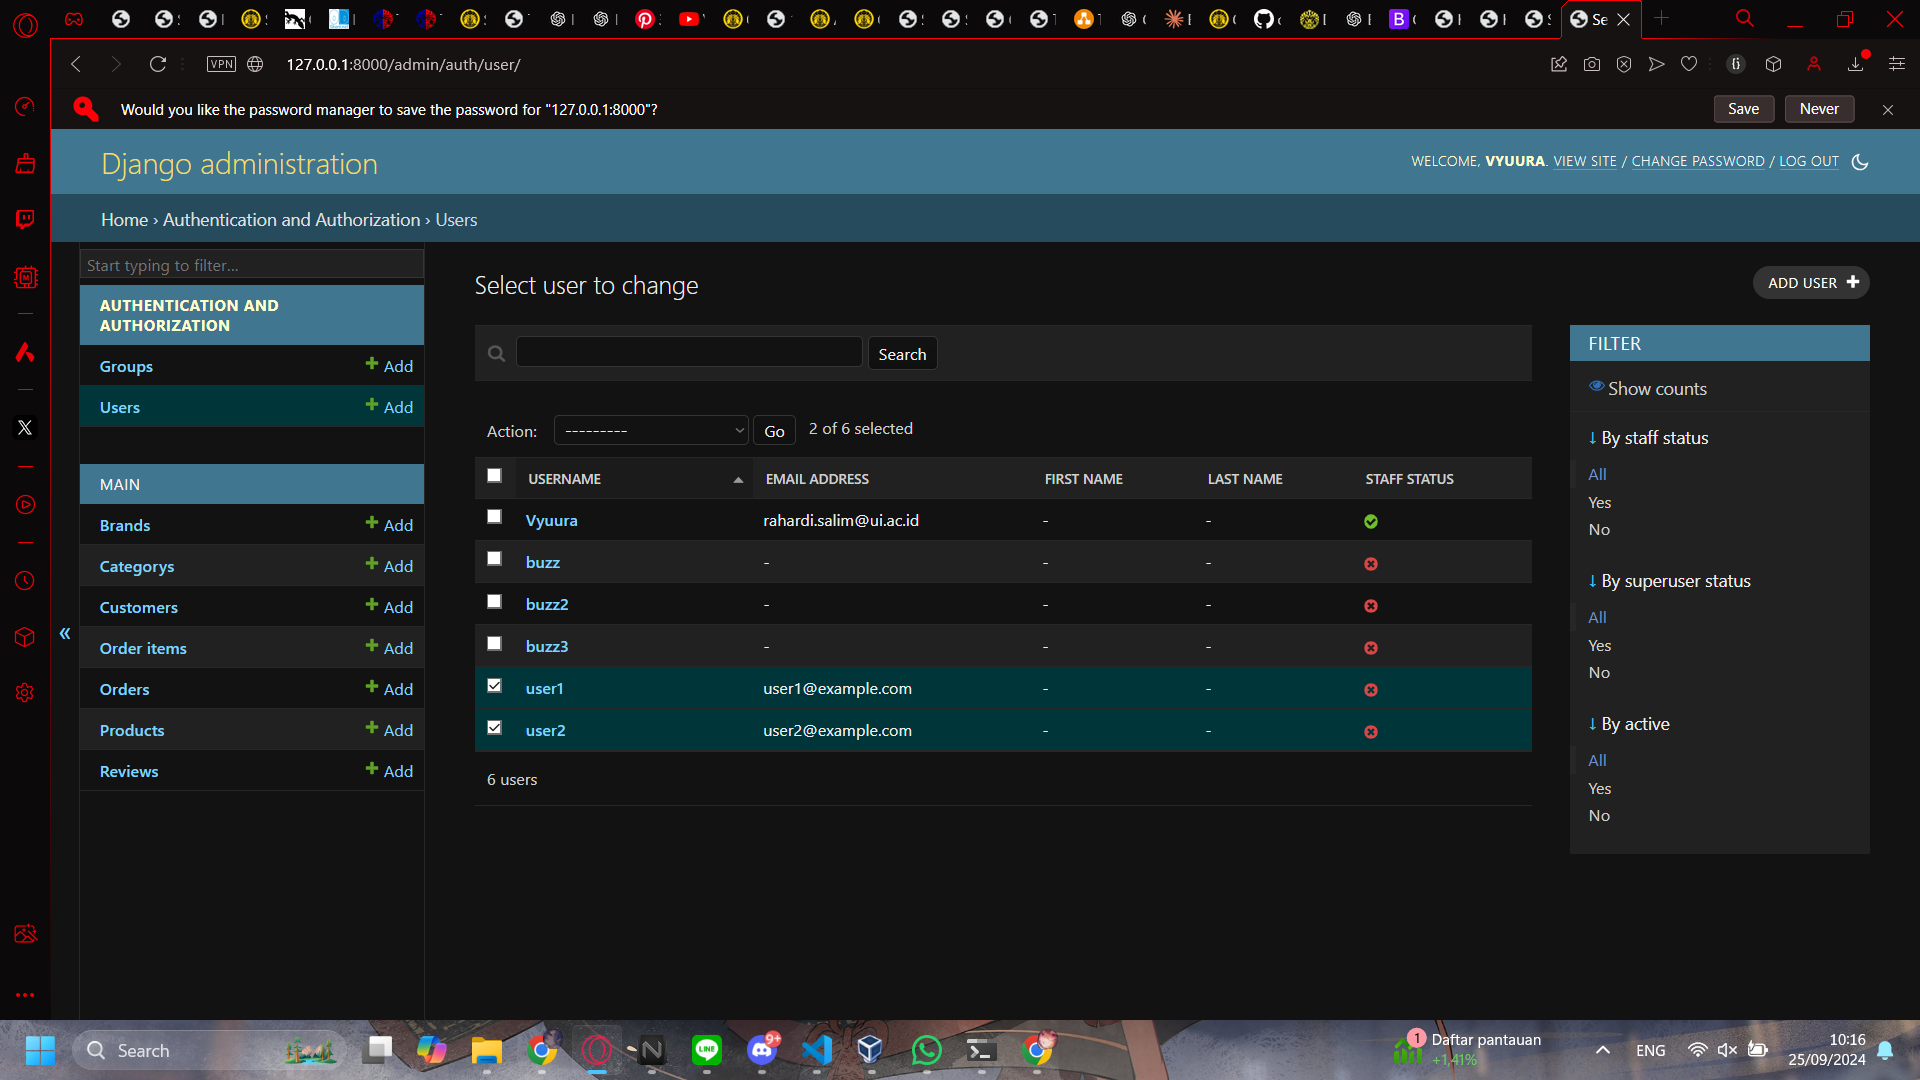 Se
VPN
127.0.0.1:8000/admin/auth/user/
Would you like the password manager to save the password for "127.0.0.1:8000"?
Save
Never
Django administration
WELCOME, VYUURA. VIEW SITE / CHANGE PASSWORD / LOG OUT
Home › Authentication and Authorization › Users
Start typing to filter...
AUTHENTICATION AND
AUTHORIZATION
Groups
Add
Users
Add
MAIN
Brands
Add
Categorys
Add
Customers
Add
Order items
Add
Orders
Add
Products
Add
Reviews
Add
«
Select user to change
ADD USER
Search
Action:
---------
Go
2 of 6 selected
USERNAME EMAIL ADDRESS FIRST NAME LAST NAME STAFF STATUS
Vyuura rahardi.salim@ui.ac.id - -
buzz - - -
buzz2 - - -
buzz3 - - -
user1 user1@example.com - -
user2 user2@example.com - -
6 users
FILTER
Show counts
↓ By staff status
All
Yes
No
↓ By superuser status
All
Yes
No
↓ By active
All
Yes
No
Search
LINE
9+
1
Daftar pantauan
+1,41%
ENG
10:16
25/09/2024